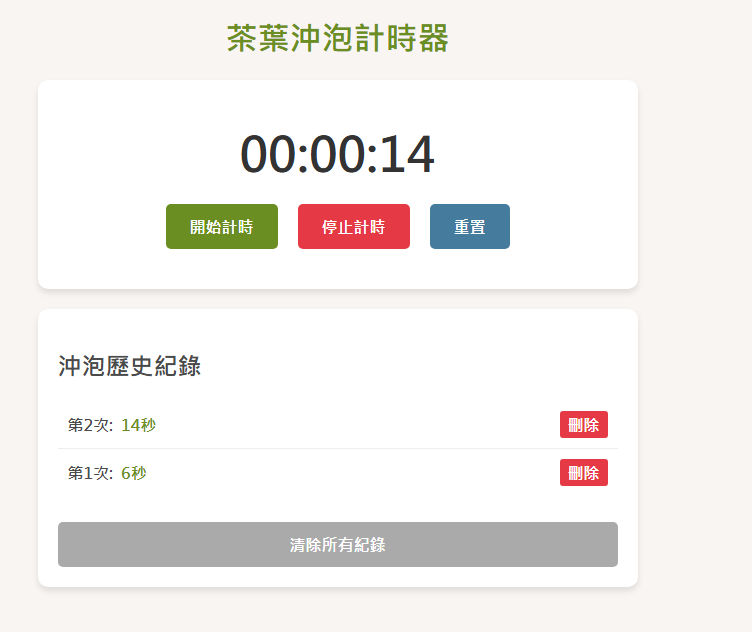 茶葉沖泡計時器
00:00:14
開始計時 停止計時 重置
沖泡歷史紀錄
第2次: 14秒 刪除
第1次: 6秒 刪除
清除所有紀錄